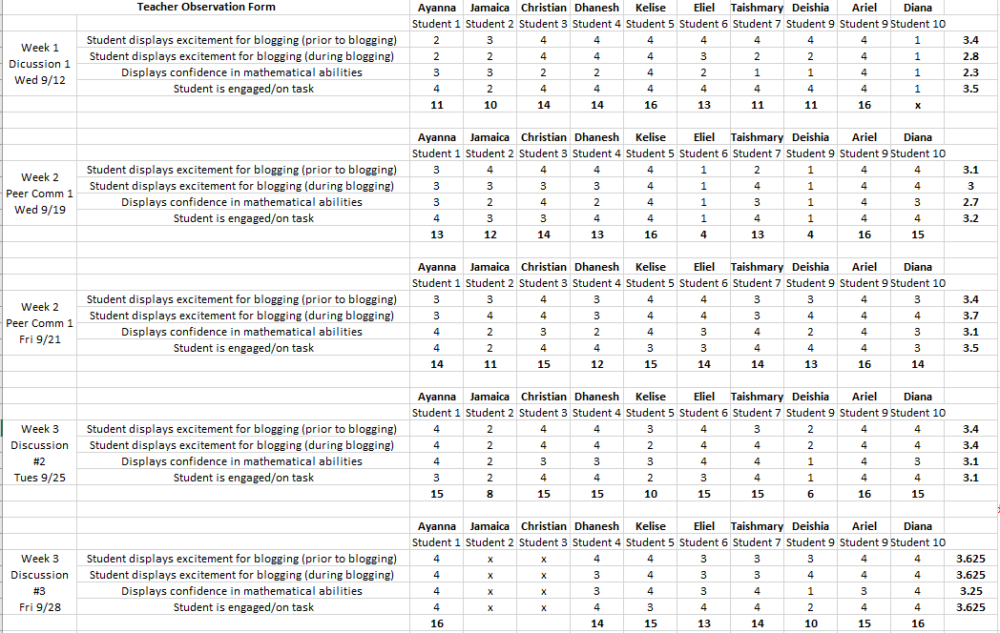 Teacher Observation Form Ayanna Jamaica Christian Dhanesh Kelise Eliel Taishmary Deishia Ariel Diana
Student 1 Student 2 Student 3 Student 4 Student 5 Student 6 Student 7 Student 9 Student 9 Student 10
Week 1 Dicussion 1 Wed 9/12
Student displays excitement for blogging (prior to blogging) 2 3 4 4 4 4 4 4 4 1 3.4
Student displays excitement for blogging (during blogging) 2 2 4 4 4 3 2 2 4 1 2.8
Displays confidence in mathematical abilities 3 3 2 2 4 2 1 1 4 1 2.3
Student is engaged/on task 4 2 4 4 4 4 4 4 4 1 3.5
11 10 14 14 16 13 11 11 16 x
Ayanna Jamaica Christian Dhanesh Kelise Eliel Taishmary Deishia Ariel Diana
Student 1 Student 2 Student 3 Student 4 Student 5 Student 6 Student 7 Student 9 Student 9 Student 10
Week 2 Peer Comm 1 Wed 9/19
Student displays excitement for blogging (prior to blogging) 3 4 4 4 4 1 2 1 4 4 3.1
Student displays excitement for blogging (during blogging) 3 3 3 3 4 1 4 1 4 4 3
Displays confidence in mathematical abilities 3 2 4 2 4 1 3 1 4 3 2.7
Student is engaged/on task 4 3 3 4 4 1 4 1 4 4 3.2
13 12 14 13 16 4 13 4 16 15
Ayanna Jamaica Christian Dhanesh Kelise Eliel Taishmary Deishia Ariel Diana
Student 1 Student 2 Student 3 Student 4 Student 5 Student 6 Student 7 Student 9 Student 9 Student 10
Week 2 Peer Comm 1 Fri 9/21
Student displays excitement for blogging (prior to blogging) 3 3 4 3 4 4 3 3 4 3 3.4
Student displays excitement for blogging (during blogging) 3 4 4 3 4 4 3 4 4 4 3.7
Displays confidence in mathematical abilities 4 2 3 2 4 3 4 2 4 3 3.1
Student is engaged/on task 4 2 4 4 3 3 4 4 4 3 3.5
14 11 15 12 15 14 14 13 16 14
Ayanna Jamaica Christian Dhanesh Kelise Eliel Taishmary Deishia Ariel Diana
Student 1 Student 2 Student 3 Student 4 Student 5 Student 6 Student 7 Student 9 Student 9 Student 10
Week 3 Discussion #2 Tues 9/25
Student displays excitement for blogging (prior to blogging) 4 2 4 4 3 4 3 2 4 4 3.4
Student displays excitement for blogging (during blogging) 4 2 4 4 2 4 4 2 4 4 3.4
Displays confidence in mathematical abilities 4 2 3 3 3 4 4 1 4 3 3.1
Student is engaged/on task 3 2 4 4 2 3 4 1 4 4 3.1
15 8 15 15 10 15 15 6 16 15
Ayanna Jamaica Christian Dhanesh Kelise Eliel Taishmary Deishia Ariel Diana
Student 1 Student 2 Student 3 Student 4 Student 5 Student 6 Student 7 Student 9 Student 9 Student 10
Week 3 Discussion #3 Fri 9/28
Student displays excitement for blogging (prior to blogging) 4 x x 4 4 3 3 3 4 4 3.625
Student displays excitement for blogging (during blogging) 4 x x 3 4 3 3 4 4 4 3.625
Displays confidence in mathematical abilities 4 x x 3 4 3 4 1 3 4 3.25
Student is engaged/on task 4 x x 4 3 4 4 2 4 4 3.625
16 14 15 13 14 10 15 16